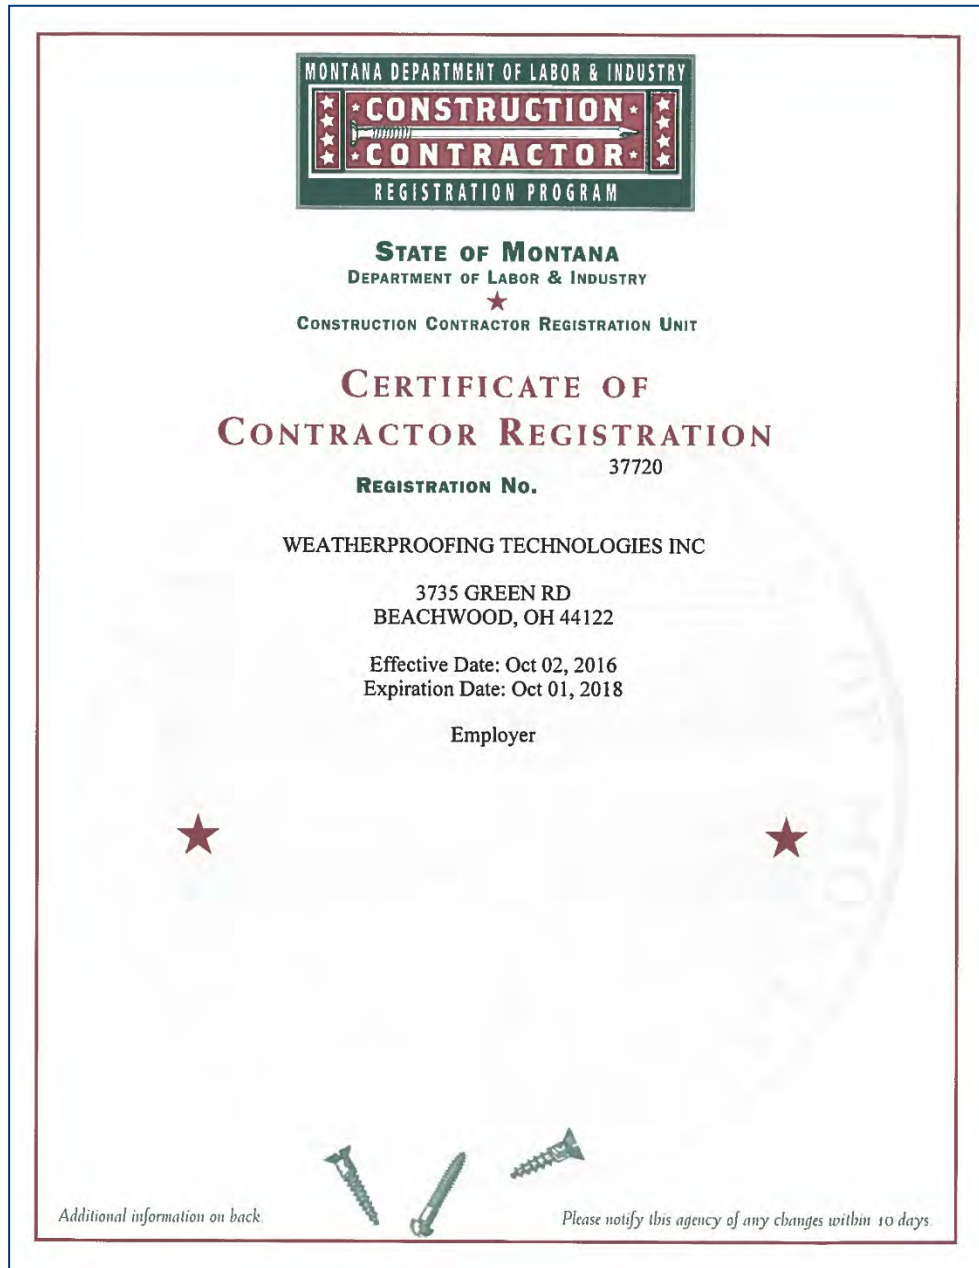 MONTANA DEPARTMENT OF LABOR & INDUSTRY
CONSTRUCTION
CONTRACTOR
REGISTRATION PROGRAM
STATE OF MONTANA
DEPARTMENT OF LABOR & INDUSTRY
CONSTRUCTION CONTRACTOR REGISTRATION UNIT
CERTIFICATE OF
CONTRACTOR REGISTRATION
37720
REGISTRATION NO.
WEATHERPROOFING TECHNOLOGIES INC
3735 GREEN RD
BEACHWOOD, OH 44122
Effective Date: Oct 02, 2016
Expiration Date: Oct 01, 2018
Employer
Additional information on back.
Please notify this agency of any changes within 10 days.